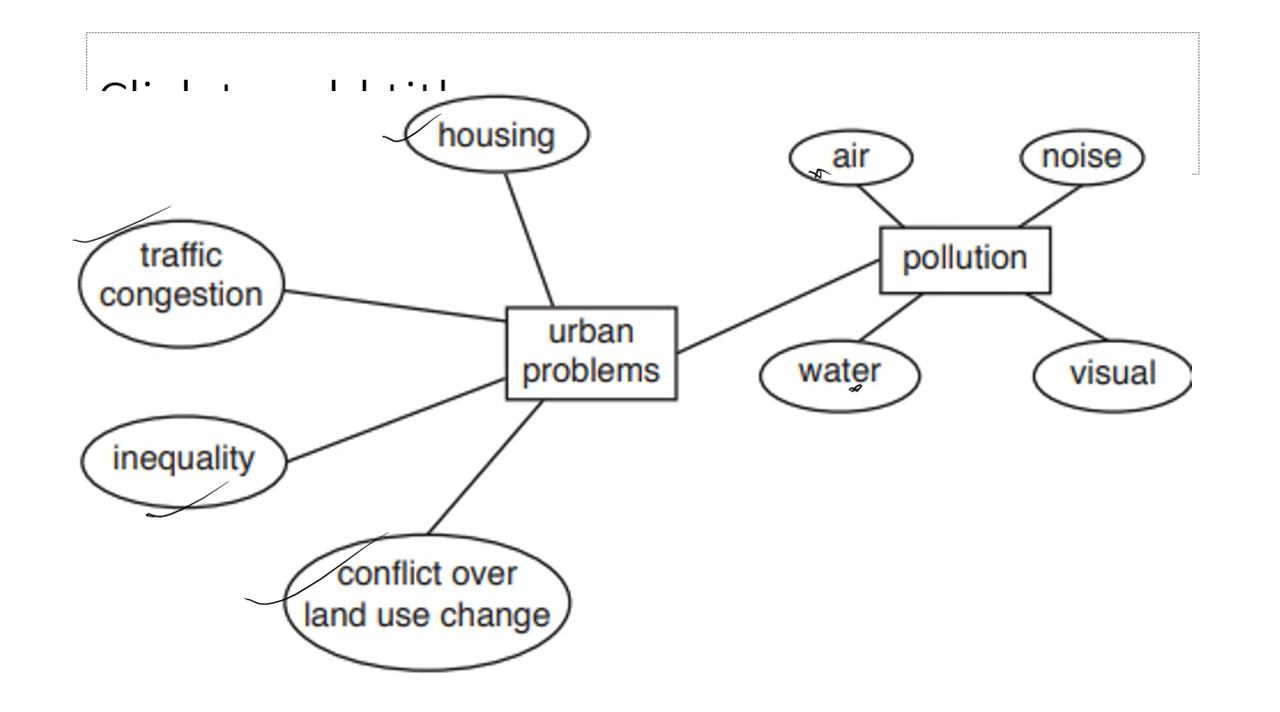 housing
air
noise
traffic
congestion
pollution
urban
problems
water
visual
inequality
conflict over
land use change